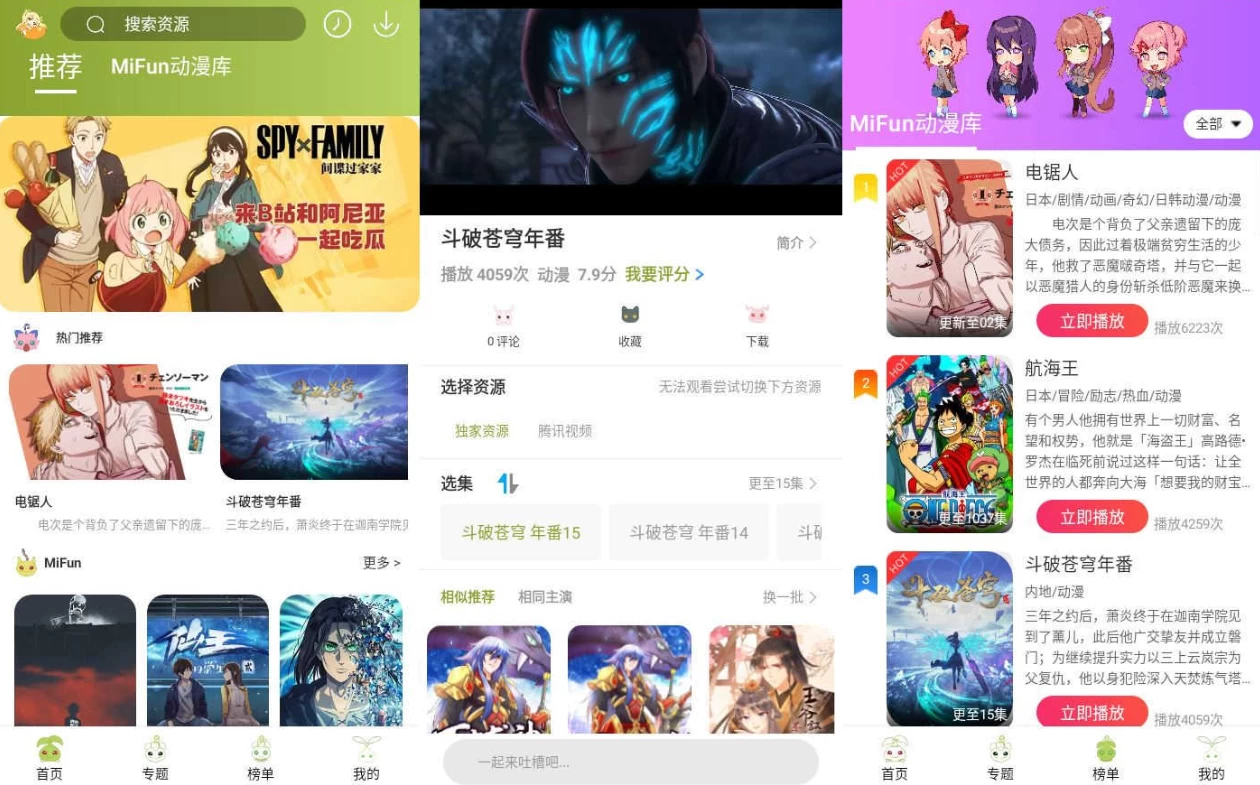 搜索资源
推荐 MiFun动漫库
SPY×FAMILY
间谍过家家
来B站和阿尼亚
一起吃瓜
热门推荐
チェンソーマン
电锯人
电次是个背负了父亲遗留下的庞...
斗破苍穹年番
三年之约后，萧炎终于在迦南学院见
MiFun
更多 >
首页 专题 榜单 我的
斗破苍穹年番
简介
播放 4059次 动漫 7.9分 我要评分
0 评论 收藏 下载
选择资源
无法观看尝试切换下方资源
独家资源 腾讯视频
选集
更至15集
斗破苍穹 年番15 斗破苍穹 年番14 斗
相似推荐 相同主演
换一批
一起来吐槽吧...
MiFun动漫库
全部
1
HOT
更新至02集
电锯人
日本/剧情/动画/奇幻/日韩动漫/动漫
电次是个背负了父亲遗留下的庞
大债务，因此过着极端贫穷生活的少
年，他救了恶魔啵奇塔，并与它一起
以恶魔猎人的身份斩杀低阶恶魔来换...
立即播放
播放6223次
2
HOT
ONE PIECE
更至1037集
航海王
日本/冒险/励志/热血/动漫
有个男人他拥有世界上一切财富、名
望和权势，他就是「海盗王」高路德•
罗杰在临死前说过这样一句话：让全
世界的人都奔向大海「想要我的财宝...
立即播放
播放4259次
3
HOT
斗破苍穹
更至15集
斗破苍穹年番
内地/动漫
三年之约后，萧炎终于在迦南学院见
到了薰儿，此后他广交挚友并成立磐
门；为继续提升实力以三上云岚宗为
父复仇，他以身犯险深入天焚炼气塔...
立即播放
播放4059次
首页 专题 榜单 我的